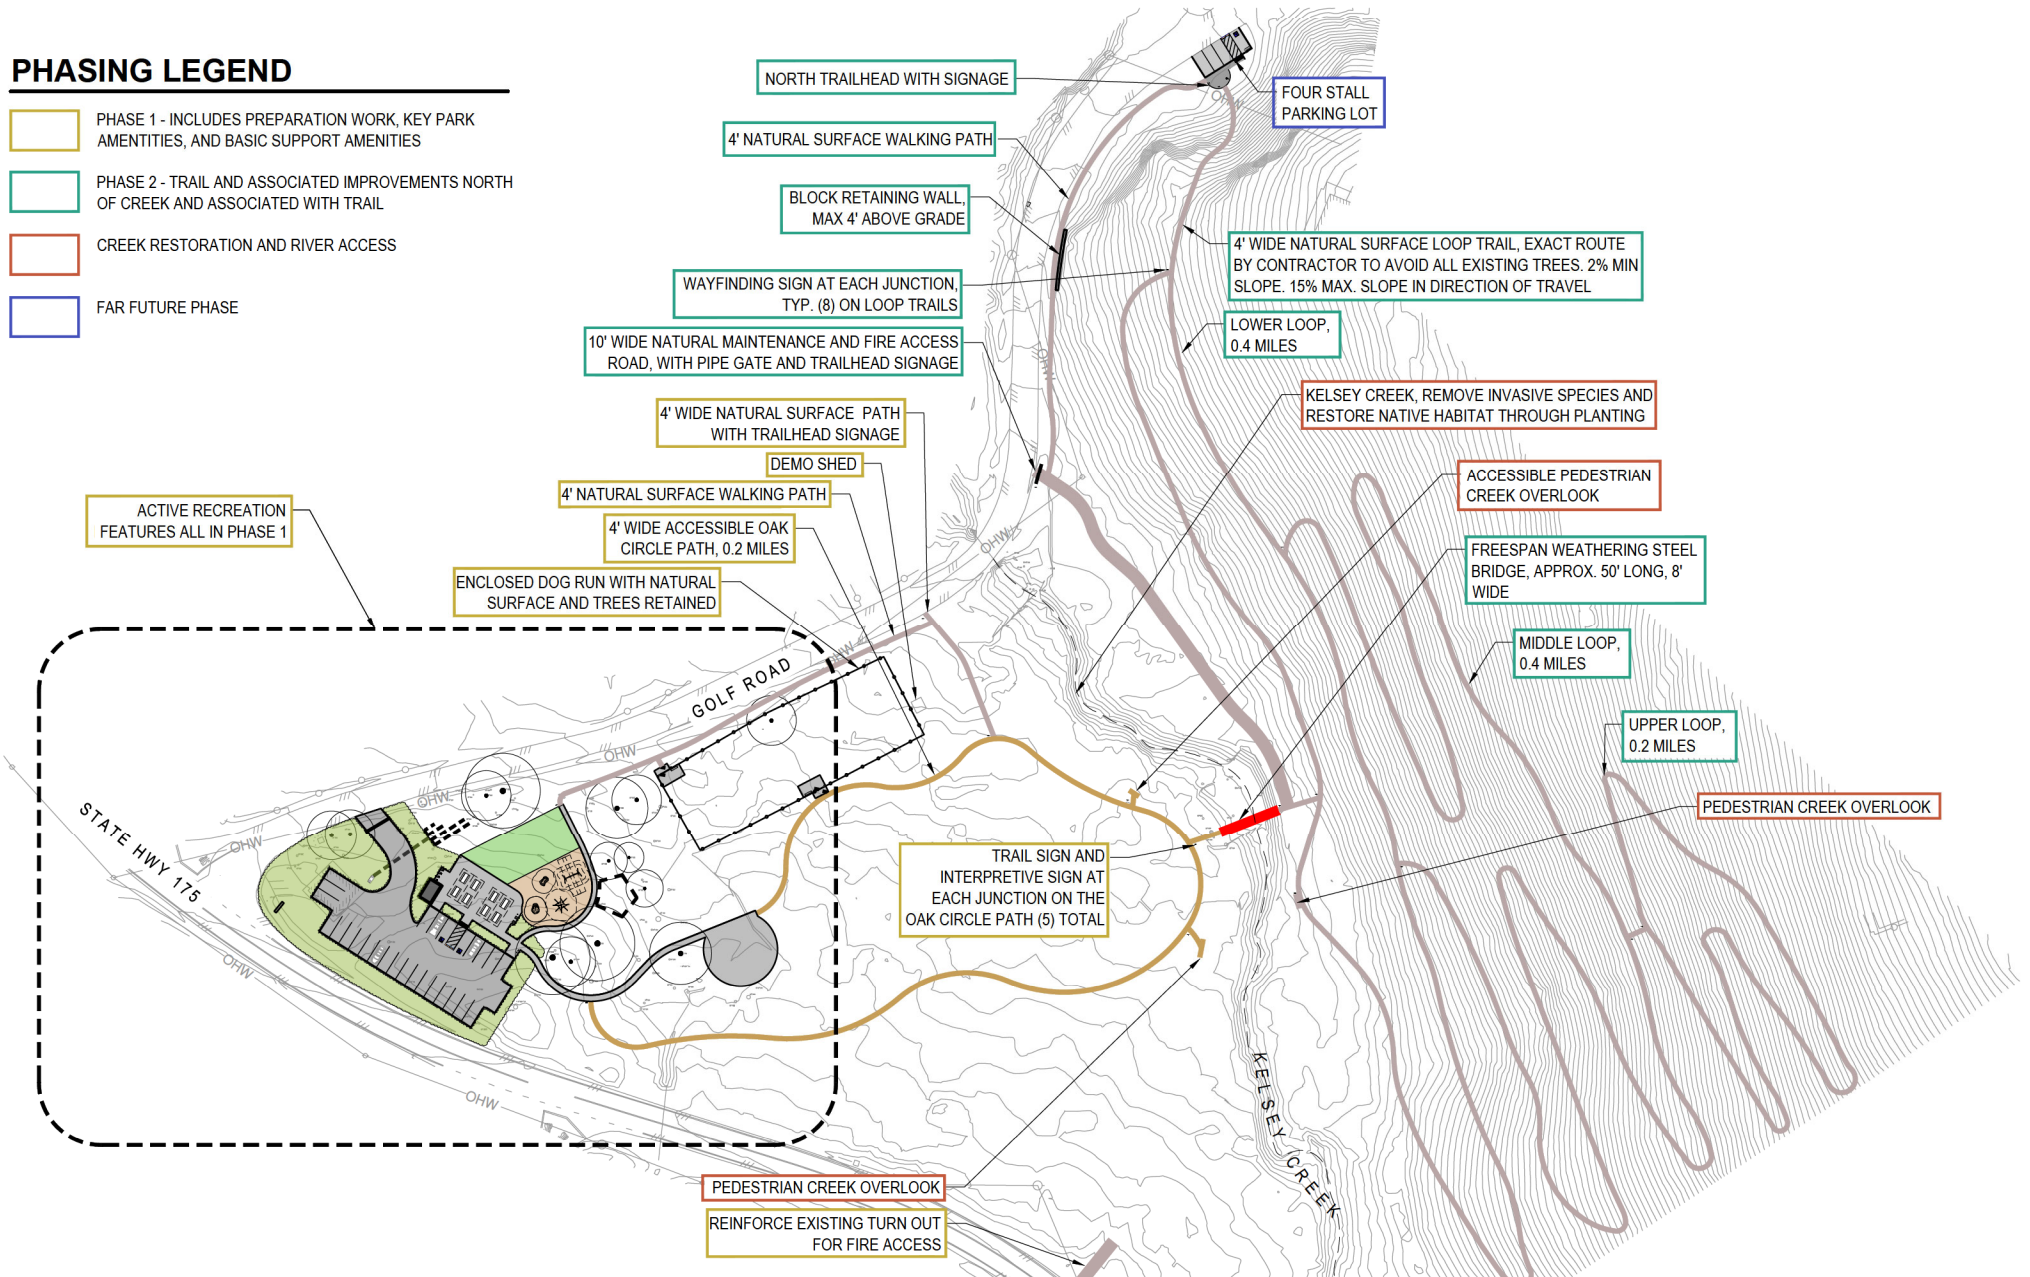 PHASING LEGEND
PHASE 1 - INCLUDES PREPARATION WORK, KEY PARK
AMENTITIES, AND BASIC SUPPORT AMENITIES
PHASE 2 - TRAIL AND ASSOCIATED IMPROVEMENTS NORTH
OF CREEK AND ASSOCIATED WITH TRAIL
CREEK RESTORATION AND RIVER ACCESS
FAR FUTURE PHASE
NORTH TRAILHEAD WITH SIGNAGE
FOUR STALL
PARKING LOT
4' NATURAL SURFACE WALKING PATH
BLOCK RETAINING WALL,
MAX 4' ABOVE GRADE
4' WIDE NATURAL SURFACE LOOP TRAIL, EXACT ROUTE
BY CONTRACTOR TO AVOID ALL EXISTING TREES. 2% MIN
SLOPE. 15% MAX. SLOPE IN DIRECTION OF TRAVEL
WAYFINDING SIGN AT EACH JUNCTION,
TYP. (8) ON LOOP TRAILS
LOWER LOOP,
0.4 MILES
10' WIDE NATURAL MAINTENANCE AND FIRE ACCESS
ROAD, WITH PIPE GATE AND TRAILHEAD SIGNAGE
KELSEY CREEK, REMOVE INVASIVE SPECIES AND
RESTORE NATIVE HABITAT THROUGH PLANTING
4' WIDE NATURAL SURFACE PATH
WITH TRAILHEAD SIGNAGE
DEMO SHED
ACCESSIBLE PEDESTRIAN
CREEK OVERLOOK
4' NATURAL SURFACE WALKING PATH
ACTIVE RECREATION
FEATURES ALL IN PHASE 1
4' WIDE ACCESSIBLE OAK
CIRCLE PATH, 0.2 MILES
FREESPAN WEATHERING STEEL
BRIDGE, APPROX. 50' LONG, 8'
WIDE
ENCLOSED DOG RUN WITH NATURAL
SURFACE AND TREES RETAINED
MIDDLE LOOP,
0.4 MILES
UPPER LOOP,
0.2 MILES
PEDESTRIAN CREEK OVERLOOK
TRAIL SIGN AND
INTERPRETIVE SIGN AT
EACH JUNCTION ON THE
OAK CIRCLE PATH (5) TOTAL
PEDESTRIAN CREEK OVERLOOK
REINFORCE EXISTING TURN OUT
FOR FIRE ACCESS
GOLF ROAD
STATE HWY 175
KELSEY CREEK
OHW
OHW
OHW
OHW
OHW
OHW
OHW
OHW
OHW